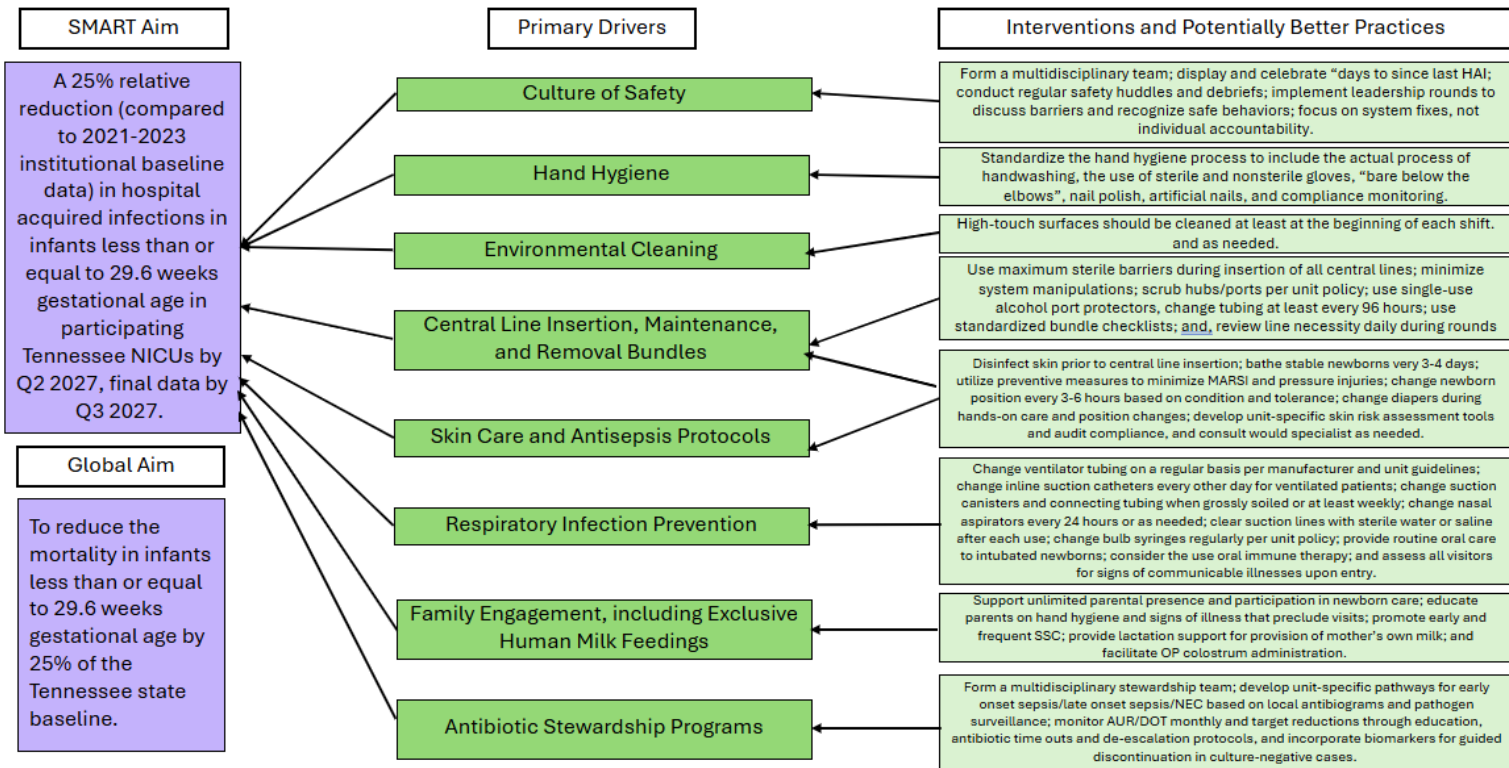 SMART Aim
A 25% relative
reduction (compared
to 2021-2023
institutional baseline
data) in hospital
acquired infections in
infants less than or
equal to 29.6 weeks
gestational age in
participating
Tennessee NICUs by
Q2 2027, final data by
Q3 2027.
Global Aim
To reduce the
mortality in infants
less than or equal
to 29.6 weeks
gestational age by
25% of the
Tennessee state
baseline.
Primary Drivers
Culture of Safety
Hand Hygiene
Environmental Cleaning
Central Line Insertion, Maintenance,
and Removal Bundles
Skin Care and Antisepsis Protocols
Respiratory Infection Prevention
Family Engagement, including Exclusive
Human Milk Feedings
Antibiotic Stewardship Programs
Interventions and Potentially Better Practices
Form a multidisciplinary team; display and celebrate “days to since last HAI;
conduct regular safety huddles and debriefs; implement leadership rounds to
discuss barriers and recognize safe behaviors; focus on system fixes, not
individual accountability.
Standardize the hand hygiene process to include the actual process of
handwashing, the use of sterile and nonsterile gloves, “bare below the
elbows”, nail polish, artificial nails, and compliance monitoring.
High-touch surfaces should be cleaned at least at the beginning of each shift.
and as needed.
Use maximum sterile barriers during insertion of all central lines; minimize
system manipulations; scrub hubs/ports per unit policy; use single-use
alcohol port protectors, change tubing at least every 96 hours; use
standardized bundle checklists; and, review line necessity daily during rounds
Disinfect skin prior to central line insertion; bathe stable newborns very 3-4 days;
utilize preventive measures to minimize MARSI and pressure injuries; change newborn
position every 3-6 hours based on condition and tolerance; change diapers during
hands-on care and position changes; develop unit-specific skin risk assessment tools
and audit compliance, and consult would specialist as needed.
Change ventilator tubing on a regular basis per manufacturer and unit guidelines;
change inline suction catheters every other day for ventilated patients; change suction
canisters and connecting tubing when grossly soiled or at least weekly; change nasal
aspirators every 24 hours or as needed; clear suction lines with sterile water or saline
after each use; change bulb syringes regularly per unit policy; provide routine oral care
to intubated newborns; consider the use oral immune therapy; and assess all visitors
for signs of communicable illnesses upon entry.
Support unlimited parental presence and participation in newborn care; educate
parents on hand hygiene and signs of illness that preclude visits; promote early and
frequent SSC; provide lactation support for provision of mother’s own milk; and
facilitate OP colostrum administration.
Form a multidisciplinary stewardship team; develop unit-specific pathways for early
onset sepsis/late onset sepsis/NEC based on local antibiograms and pathogen
surveillance; monitor AUR/DOT monthly and target reductions through education,
antibiotic time outs and de-escalation protocols, and incorporate biomarkers for guided
discontinuation in culture-negative cases.